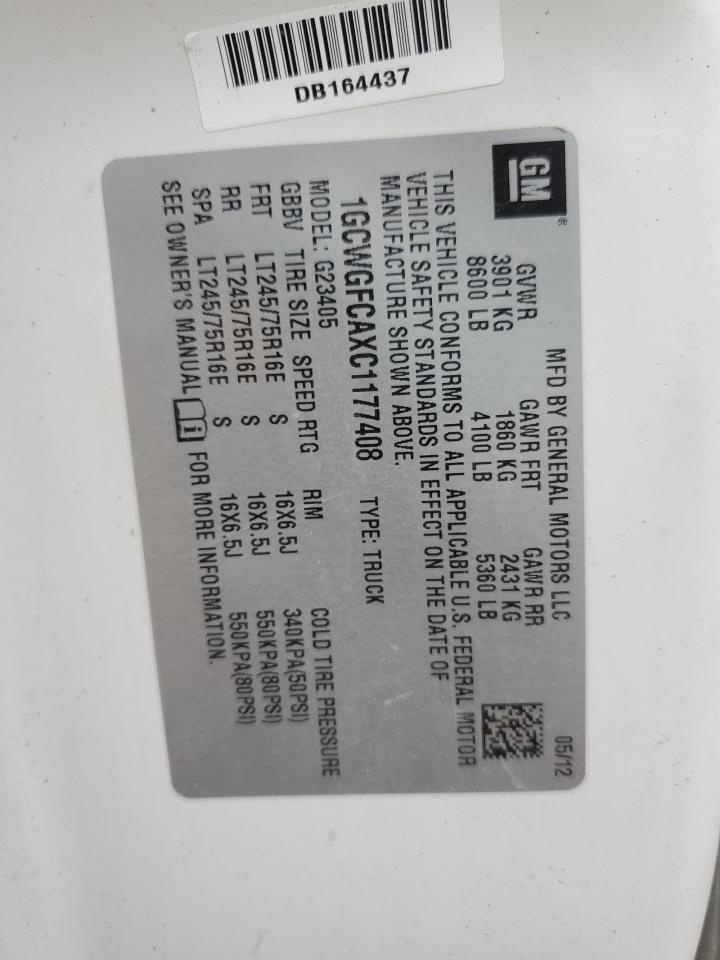 DB164437
GM®
MFD BY GENERAL MOTORS LLC 05/12
GVWR GAWR FRT GAWR RR
3901 KG 1860 KG 2431 KG
8600 LB 4100 LB 5360 LB
THIS VEHICLE CONFORMS TO ALL APPLICABLE U.S. FEDERAL MOTOR
VEHICLE SAFETY STANDARDS IN EFFECT ON THE DATE OF
MANUFACTURE SHOWN ABOVE.
1GCWGFCAXC1177408 TYPE: TRUCK
MODEL: G23405
GBBV TIRE SIZE SPEED RTG RIM COLD TIRE PRESSURE
FRT LT245/75R16E S 16X6.5J 340KPA(50PSI)
RR LT245/75R16E S 16X6.5J 550KPA(80PSI)
SPA LT245/75R16E S 16X6.5J 550KPA(80PSI)
SEE OWNER'S MANUAL i FOR MORE INFORMATION.